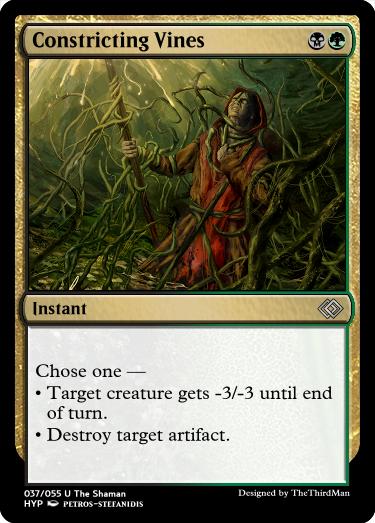 Constricting Vines
Instant
Chose one —
• Target creature gets -3/-3 until end
of turn.
• Destroy target artifact.
037/055 U The Shaman
Designed by TheThirdMan
HYP PETROS-STEFANIDIS